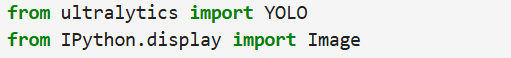 from ultralytics import YOLO
from IPython.display import Image